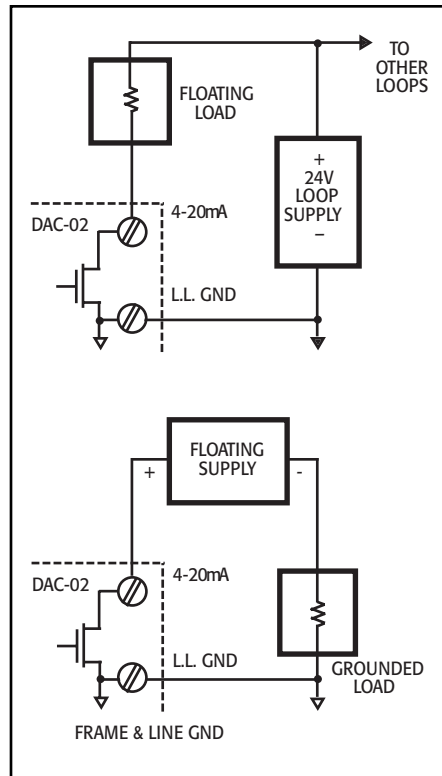 TO
OTHER
LOOPS
FLOATING
LOAD
+
24V
LOOP
SUPPLY
–
DAC-02
4-20mA
L.L. GND
FLOATING
SUPPLY
+
-
DAC-02
4-20mA
L.L. GND
GROUNDED
LOAD
FRAME & LINE GND